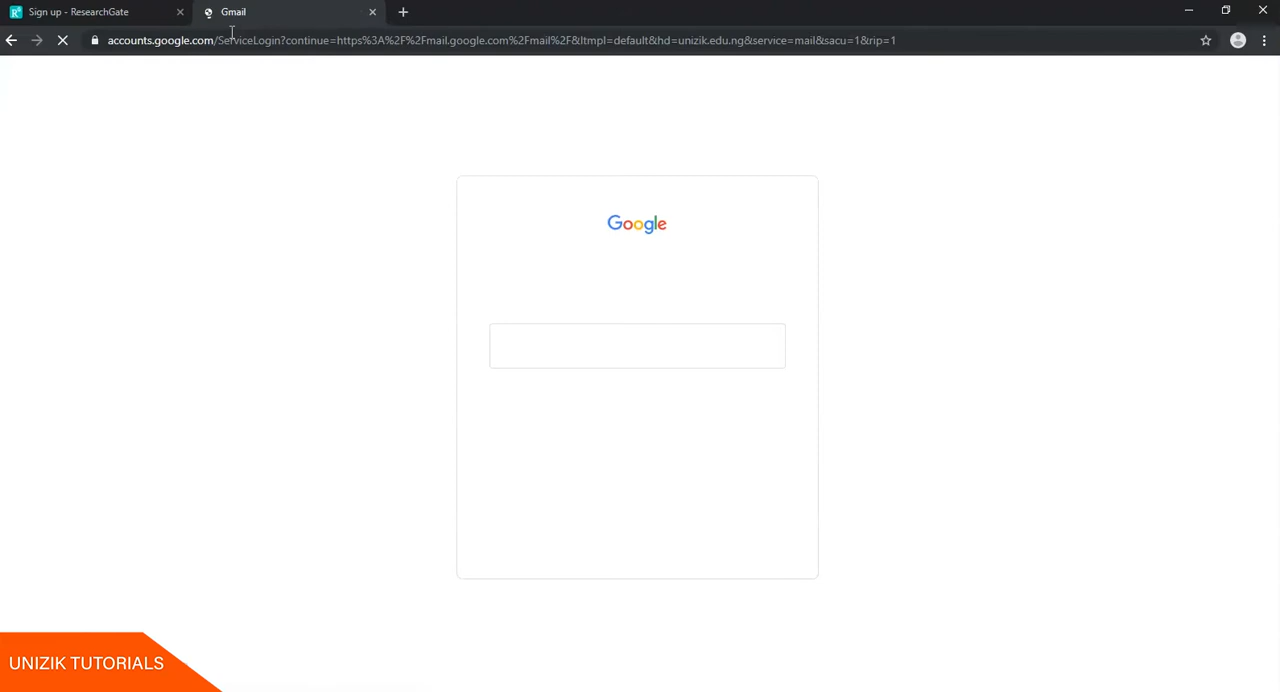 Sign up - ResearchGate
Gmail
accounts.google.com/ServiceLogin?continue=https%3A%2F%2Fmail.google.com%2Fmail%2F&ltmpl=default&hd=unizik.edu.ng&service=mail&sacu=1&rip=1
Google
UNIZIK TUTORIALS